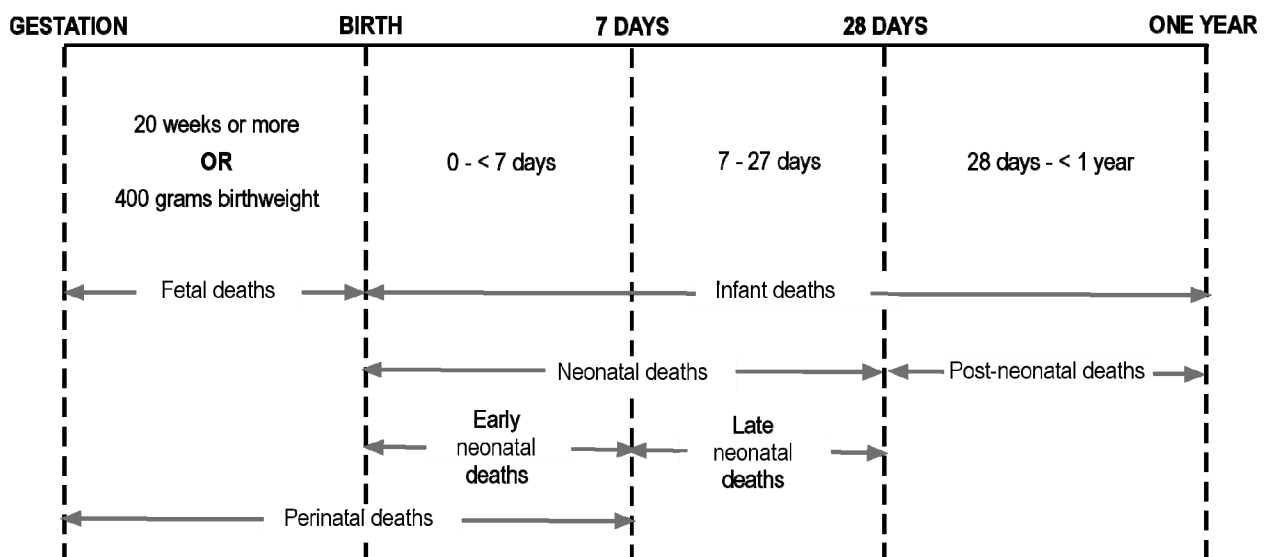 GESTATION BIRTH 7 DAYS 28 DAYS ONE YEAR
20 weeks or more
OR
400 grams birthweight
0 - < 7 days
7 - 27 days
28 days - < 1 year
Fetal deaths
Infant deaths
Neonatal deaths
Post-neonatal deaths
Early
neonatal
deaths
Late
neonatal
deaths
Perinatal deaths